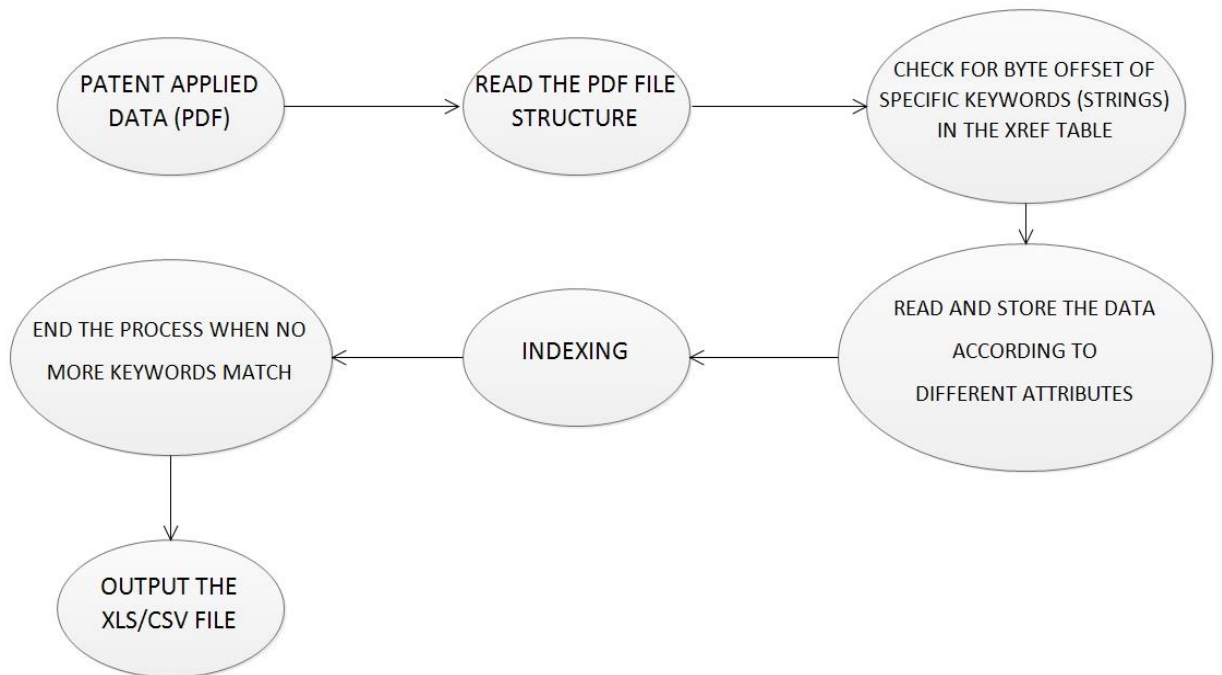 PATENT APPLIED
DATA (PDF)
READ THE PDF FILE
STRUCTURE
CHECK FOR BYTE OFFSET OF
SPECIFIC KEYWORDS (STRINGS)
IN THE XREF TABLE
READ AND STORE THE DATA
ACCORDING TO
DIFFERENT ATTRIBUTES
INDEXING
END THE PROCESS WHEN NO
MORE KEYWORDS MATCH
OUTPUT THE
XLS/CSV FILE